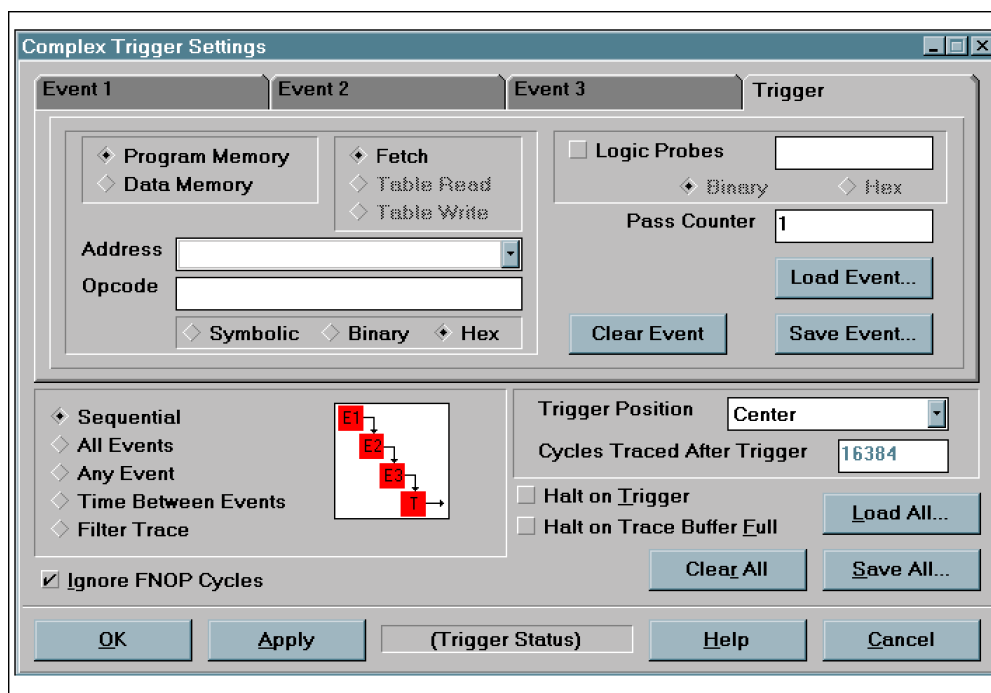 Complex Trigger Settings
Event 1
Event 2
Event 3
Trigger
Program Memory
Data Memory
Fetch
Table Read
Table Write
Address
Opcode
Symbolic
Binary
Hex
Logic Probes
Binary
Hex
Pass Counter
1
Load Event...
Clear Event
Save Event...
Sequential
All Events
Any Event
Time Between Events
Filter Trace
E1
E2
E3
T
Trigger Position
Center
Cycles Traced After Trigger
16384
Halt on Trigger
Halt on Trace Buffer Full
Load All...
Ignore FNOP Cycles
Clear All
Save All...
OK
Apply
(Trigger Status)
Help
Cancel